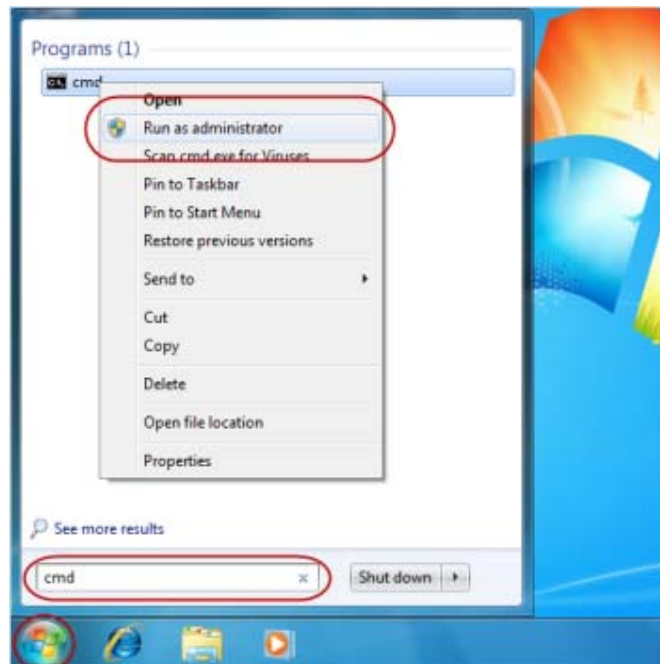 Programs (1)
cmd
Open
Run as administrator
Scan cmd.exe for Viruses
Pin to Taskbar
Pin to Start Menu
Restore previous versions
Send to
Cut
Copy
Delete
Open file location
Properties
See more results
cmd
Shut down